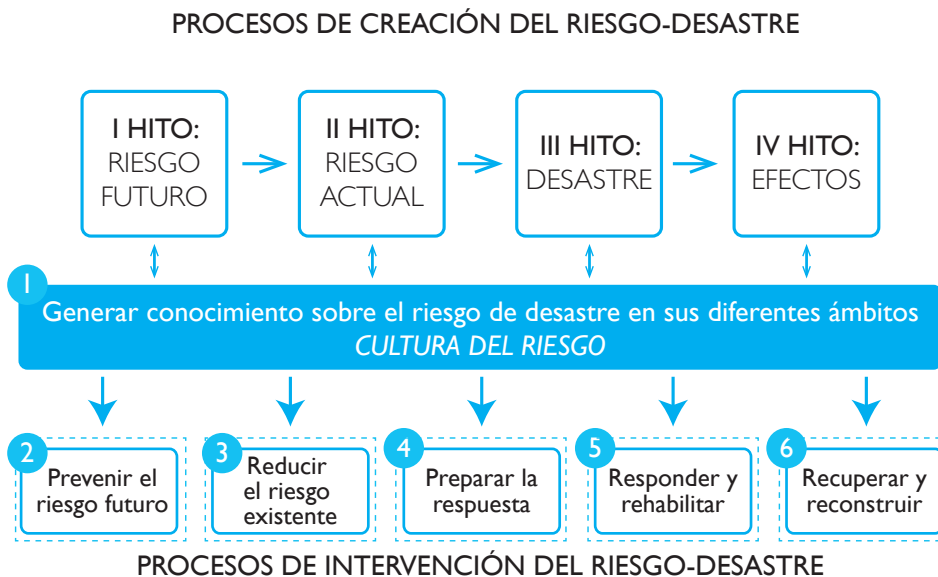 PROCESOS DE CREACIÓN DEL RIESGO-DESASTRE
I HITO:
RIESGO
FUTURO
II HITO:
RIESGO
ACTUAL
III HITO:
DESASTRE
IV HITO:
EFECTOS
1
Generar conocimiento sobre el riesgo de desastre en sus diferentes ámbitos
CULTURA DEL RIESGO
2
Prevenir el
riesgo futuro
3
Reducir
el riesgo
existente
4
Preparar la
respuesta
5
Responder y
rehabilitar
6
Recuperar y
reconstruir
PROCESOS DE INTERVENCIÓN DEL RIESGO-DESASTRE